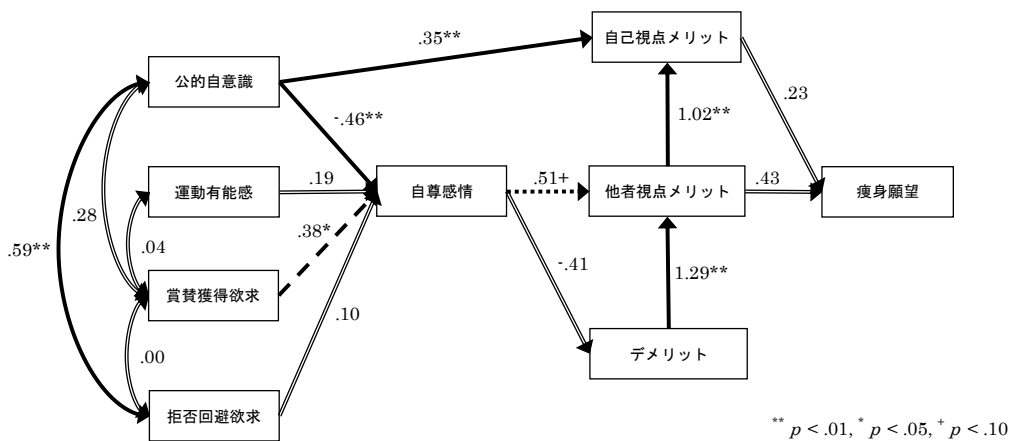 自己視点メリット
.35**
公的自意識
.23
-.46**
1.02**
運動有能感
.19
自尊感情
.51+
他者視点メリット
.43
痩身願望
.28
.38*
.59**
.04
-.41
1.29**
賞賛獲得欲求
.10
.00
デメリット
拒否回避欲求
** p < .01, * p < .05, + p < .10